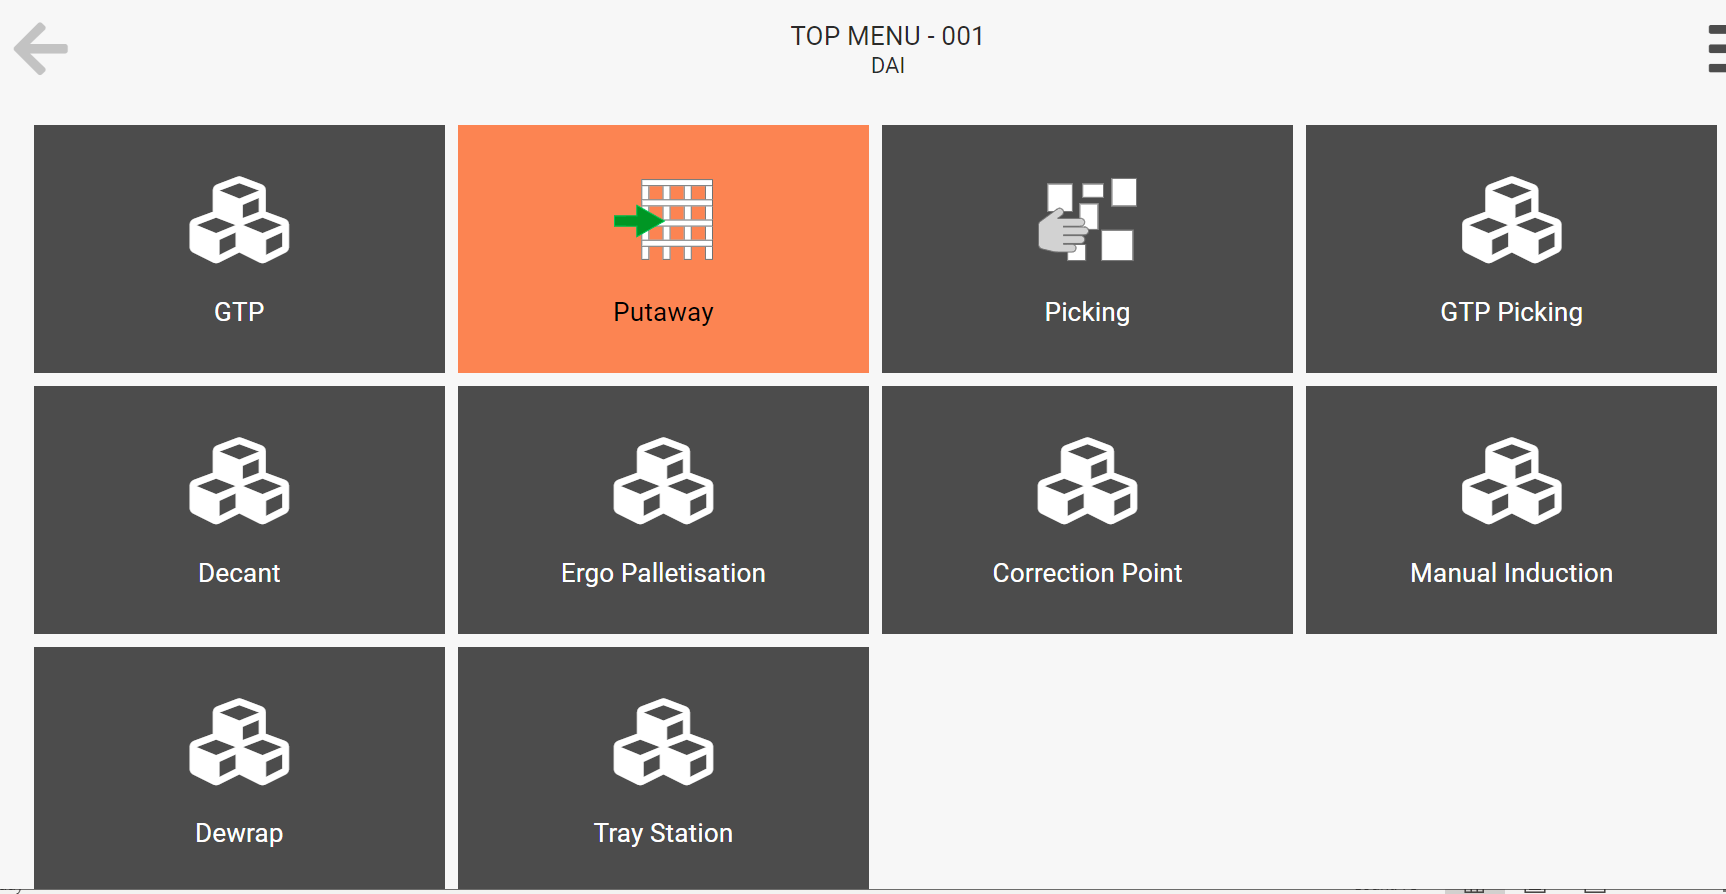 TOP MENU - 001
DAI
GTP
Putaway
Picking
GTP Picking
Decant
Ergo Palletisation
Correction Point
Manual Induction
Dewrap
Tray Station